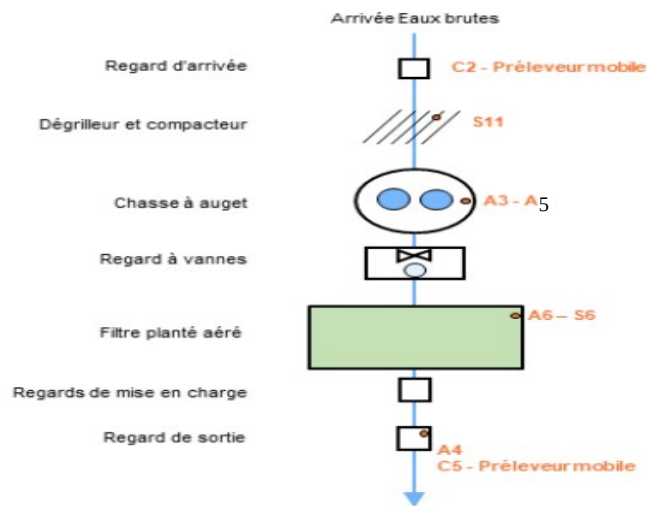 Arrivée Eaux brutes
Regard d'arrivée
C2 - Préleveur mobile
Dégrilleur et compacteur
S11
Chasse à auget
A3 - A5
Regard à vannes
Filtre planté aéré
A6 – S6
Regards de mise en charge
Regard de sortie
A4
C5 - Préleveur mobile